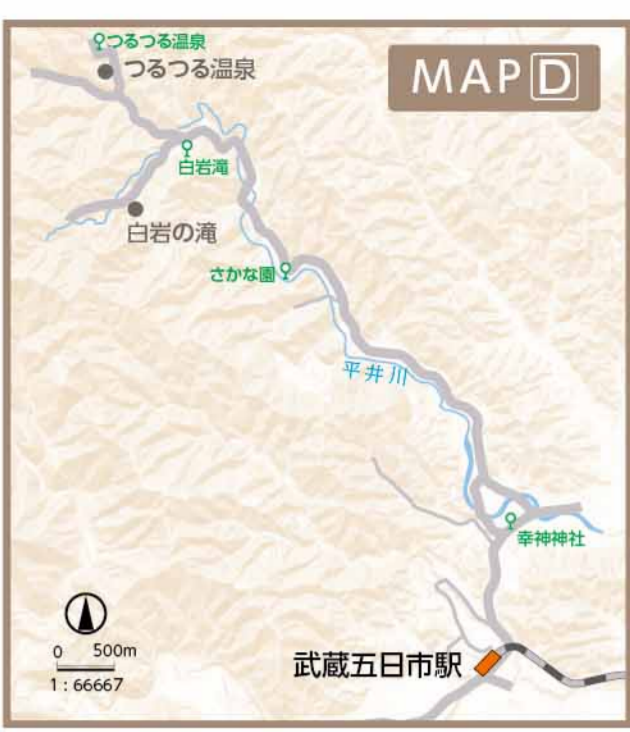 つるつる温泉
つるつる温泉
MAP D
白岩滝
白岩の滝
さかな園
平井川
幸神神社
0 500m
1 : 66667
武蔵五日市駅